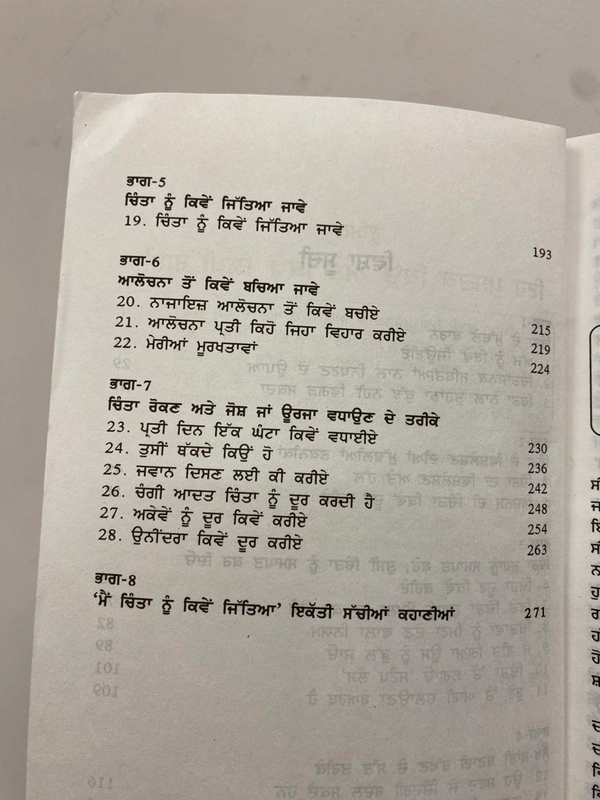 ਭਾਗ-5
ਚਿੰਤਾ ਨੂੰ ਕਿਵੇਂ ਜਿੱਤਿਆ ਜਾਵੇ
19. ਚਿੰਤਾ ਨੂੰ ਕਿਵੇਂ ਜਿੱਤਿਆ ਜਾਵੇ 193
ਭਾਗ-6
ਆਲੋਚਨਾ ਤੋਂ ਕਿਵੇਂ ਬਚਿਆ ਜਾਵੇ
20. ਨਾਜਾਇਜ਼ ਆਲੋਚਨਾ ਤੋਂ ਕਿਵੇਂ ਬਚੀਏ 215
21. ਆਲੋਚਨਾ ਪ੍ਰਤੀ ਕਿਹੋ ਜਿਹਾ ਵਿਹਾਰ ਕਰੀਏ 219
22. ਮੇਰੀਆਂ ਮੂਰਖਤਾਵਾਂ 224
ਭਾਗ-7
ਚਿੰਤਾ ਰੋਕਣ ਅਤੇ ਜੋਸ਼ ਜਾਂ ਊਰਜਾ ਵਧਾਉਣ ਦੇ ਤਰੀਕੇ
23. ਪ੍ਰਤੀ ਦਿਨ ਇੱਕ ਘੰਟਾ ਕਿਵੇਂ ਵਧਾਈਏ 230
24. ਤੁਸੀਂ ਥੱਕਦੇ ਕਿਉਂ ਹੋ 236
25. ਜਵਾਨ ਦਿਸਣ ਲਈ ਕੀ ਕਰੀਏ 242
26. ਚੰਗੀ ਆਦਤ ਚਿੰਤਾ ਨੂੰ ਦੂਰ ਕਰਦੀ ਹੈ 248
27. ਅਕੇਵੇਂ ਨੂੰ ਦੂਰ ਕਿਵੇਂ ਕਰੀਏ 254
28. ਉਨੀਂਦਰਾ ਕਿਵੇਂ ਦੂਰ ਕਰੀਏ 263
ਭਾਗ-8
‘ਮੈਂ ਚਿੰਤਾ ਨੂੰ ਕਿਵੇਂ ਜਿੱਤਿਆ’ ਇਕੱਤੀ ਸੱਚੀਆਂ ਕਹਾਣੀਆਂ 271